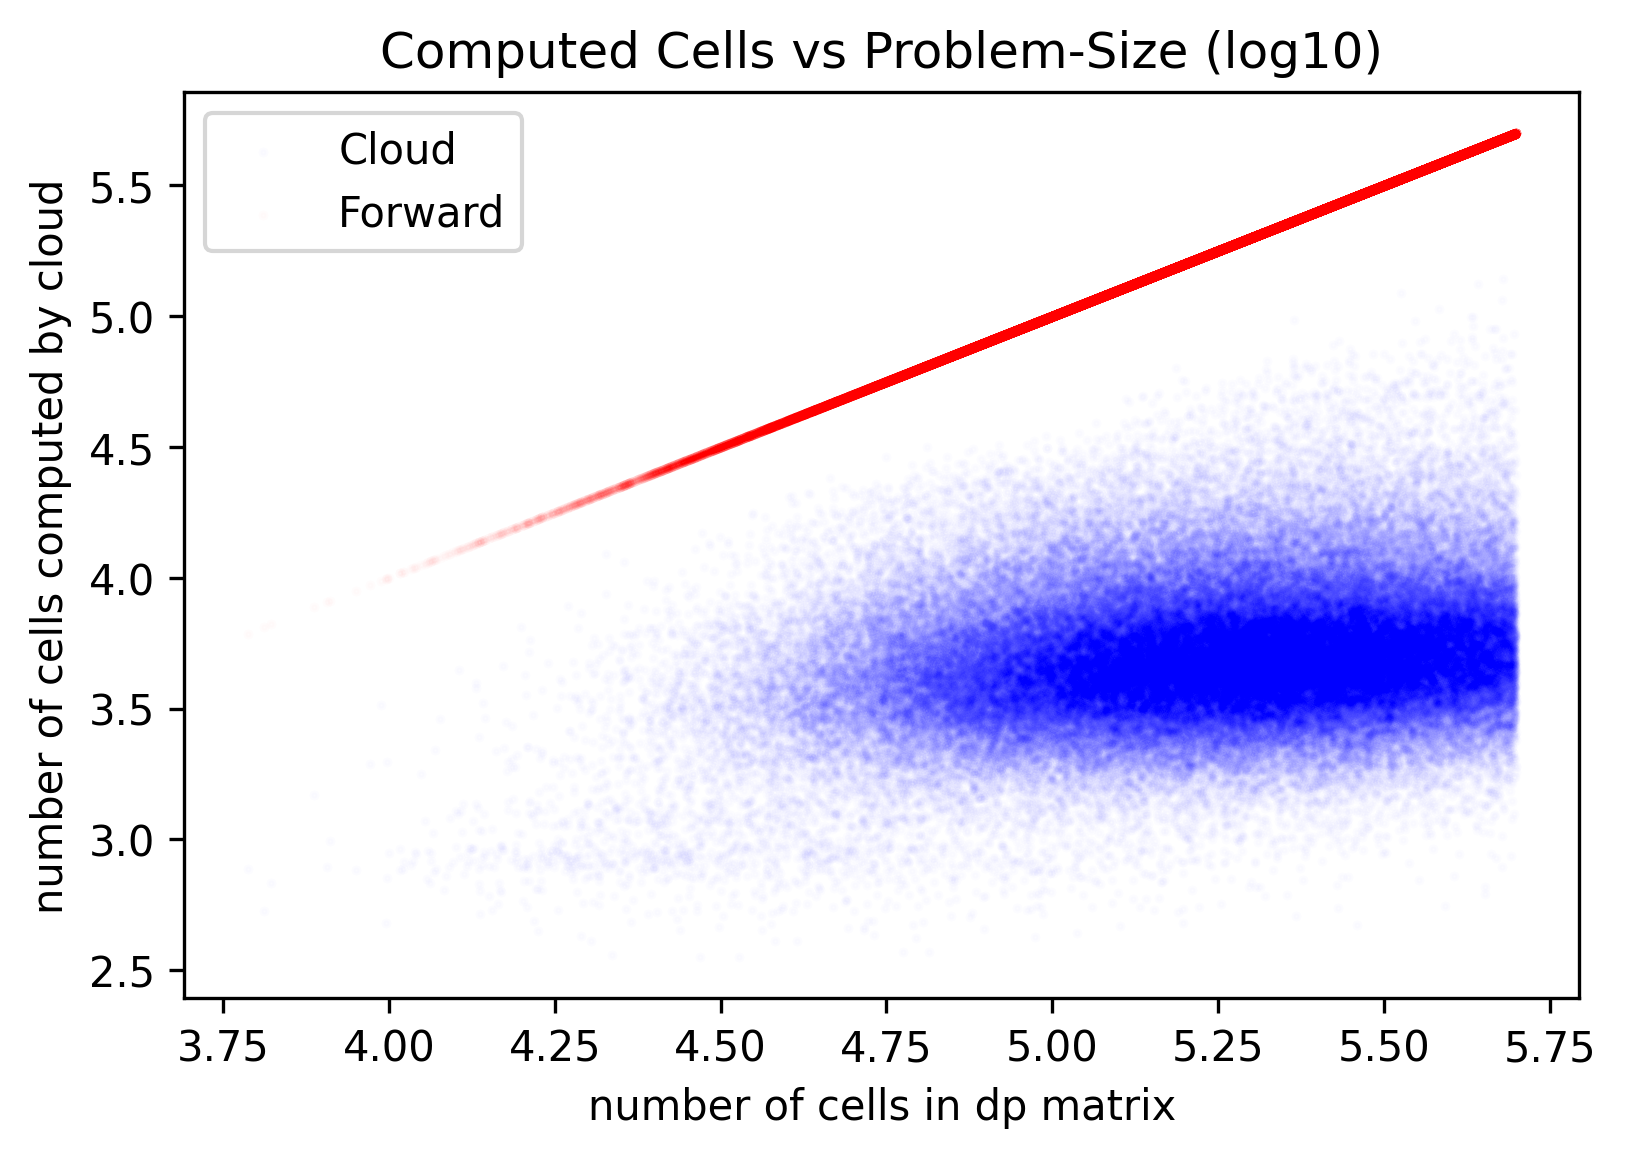 Computed Cells vs Problem-Size (log10)
Cloud
Forward
number of cells computed by cloud
5.5
5.0
4.5
4.0
3.5
3.0
2.5
3.75 4.00 4.25 4.50 4.75 5.00 5.25 5.50 5.75
number of cells in dp matrix